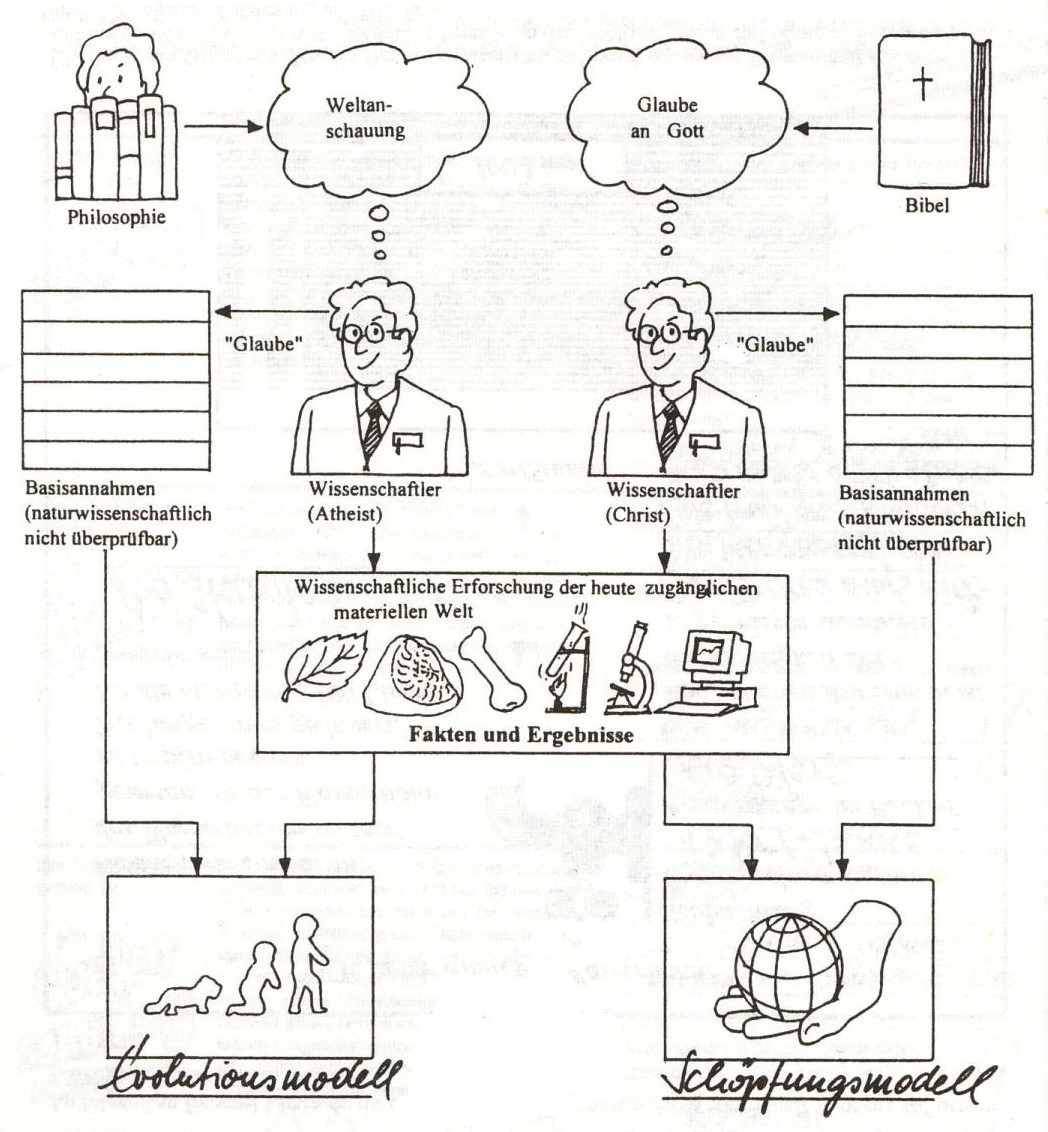 Weltan-
schauung
Glaube
an Gott
Philosophie
Bibel
"Glaube"
"Glaube"
Basisannahmen
(naturwissenschaftlich
nicht überprüfbar)
Wissenschaftler
(Atheist)
Wissenschaftler
(Christ)
Basisannahmen
(naturwissenschaftlich
nicht überprüfbar)
Wissenschaftliche Erforschung der heute zugänglichen
materiellen Welt
Fakten und Ergebnisse
Evolutionsmodell
Schöpfungsmodell